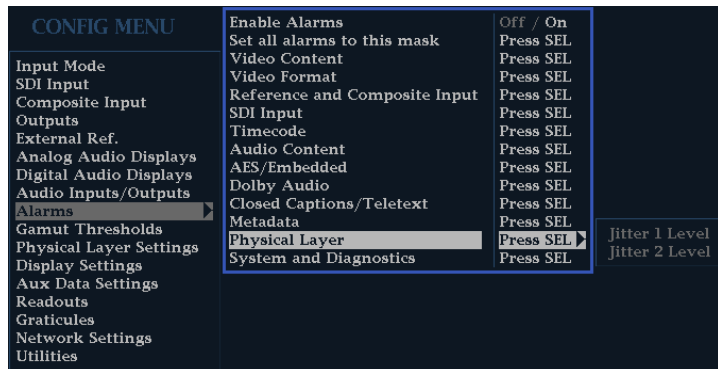 CONFIG MENU
Input Mode
SDI Input
Composite Input
Outputs
External Ref.
Analog Audio Displays
Digital Audio Displays
Audio Inputs/Outputs
Alarms
Gamut Thresholds
Physical Layer Settings
Display Settings
Aux Data Settings
Readouts
Graticules
Network Settings
Utilities
Enable Alarms Off / On
Set all alarms to this mask Press SEL
Video Content Press SEL
Video Format Press SEL
Reference and Composite Input Press SEL
SDI Input Press SEL
Timecode Press SEL
Audio Content Press SEL
AES/Embedded Press SEL
Dolby Audio Press SEL
Closed Captions/Teletext Press SEL
Metadata Press SEL
Physical Layer Press SEL
System and Diagnostics Press SEL
Jitter 1 Level
Jitter 2 Level